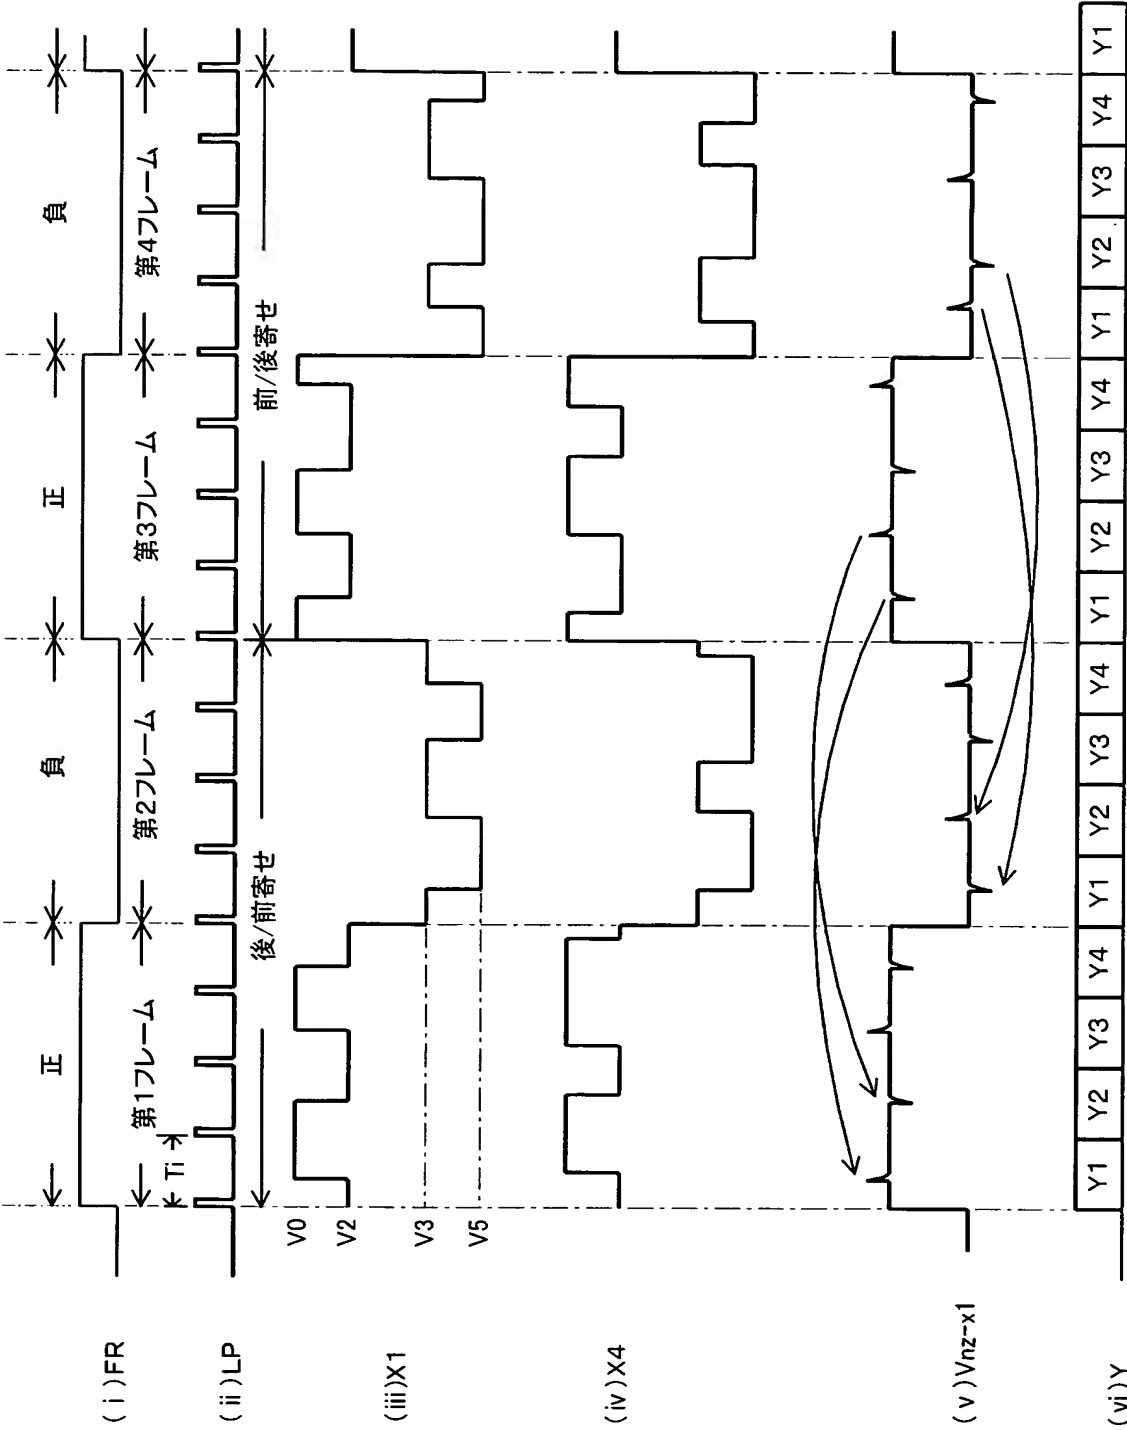 正 負 正 負
(i)FR
第1フレーム 第2フレーム 第3フレーム 第4フレーム
Ti
(ii)LP
後/前寄せ 前/後寄せ
V0
V2
(iii)X1
V3
V5
(iv)X4
(v)Vnz-x1
(vi)Y
Y1 Y2 Y3 Y4 Y1 Y2 Y3 Y4 Y1 Y2 Y3 Y4 Y1 Y2 Y3 Y4 Y1